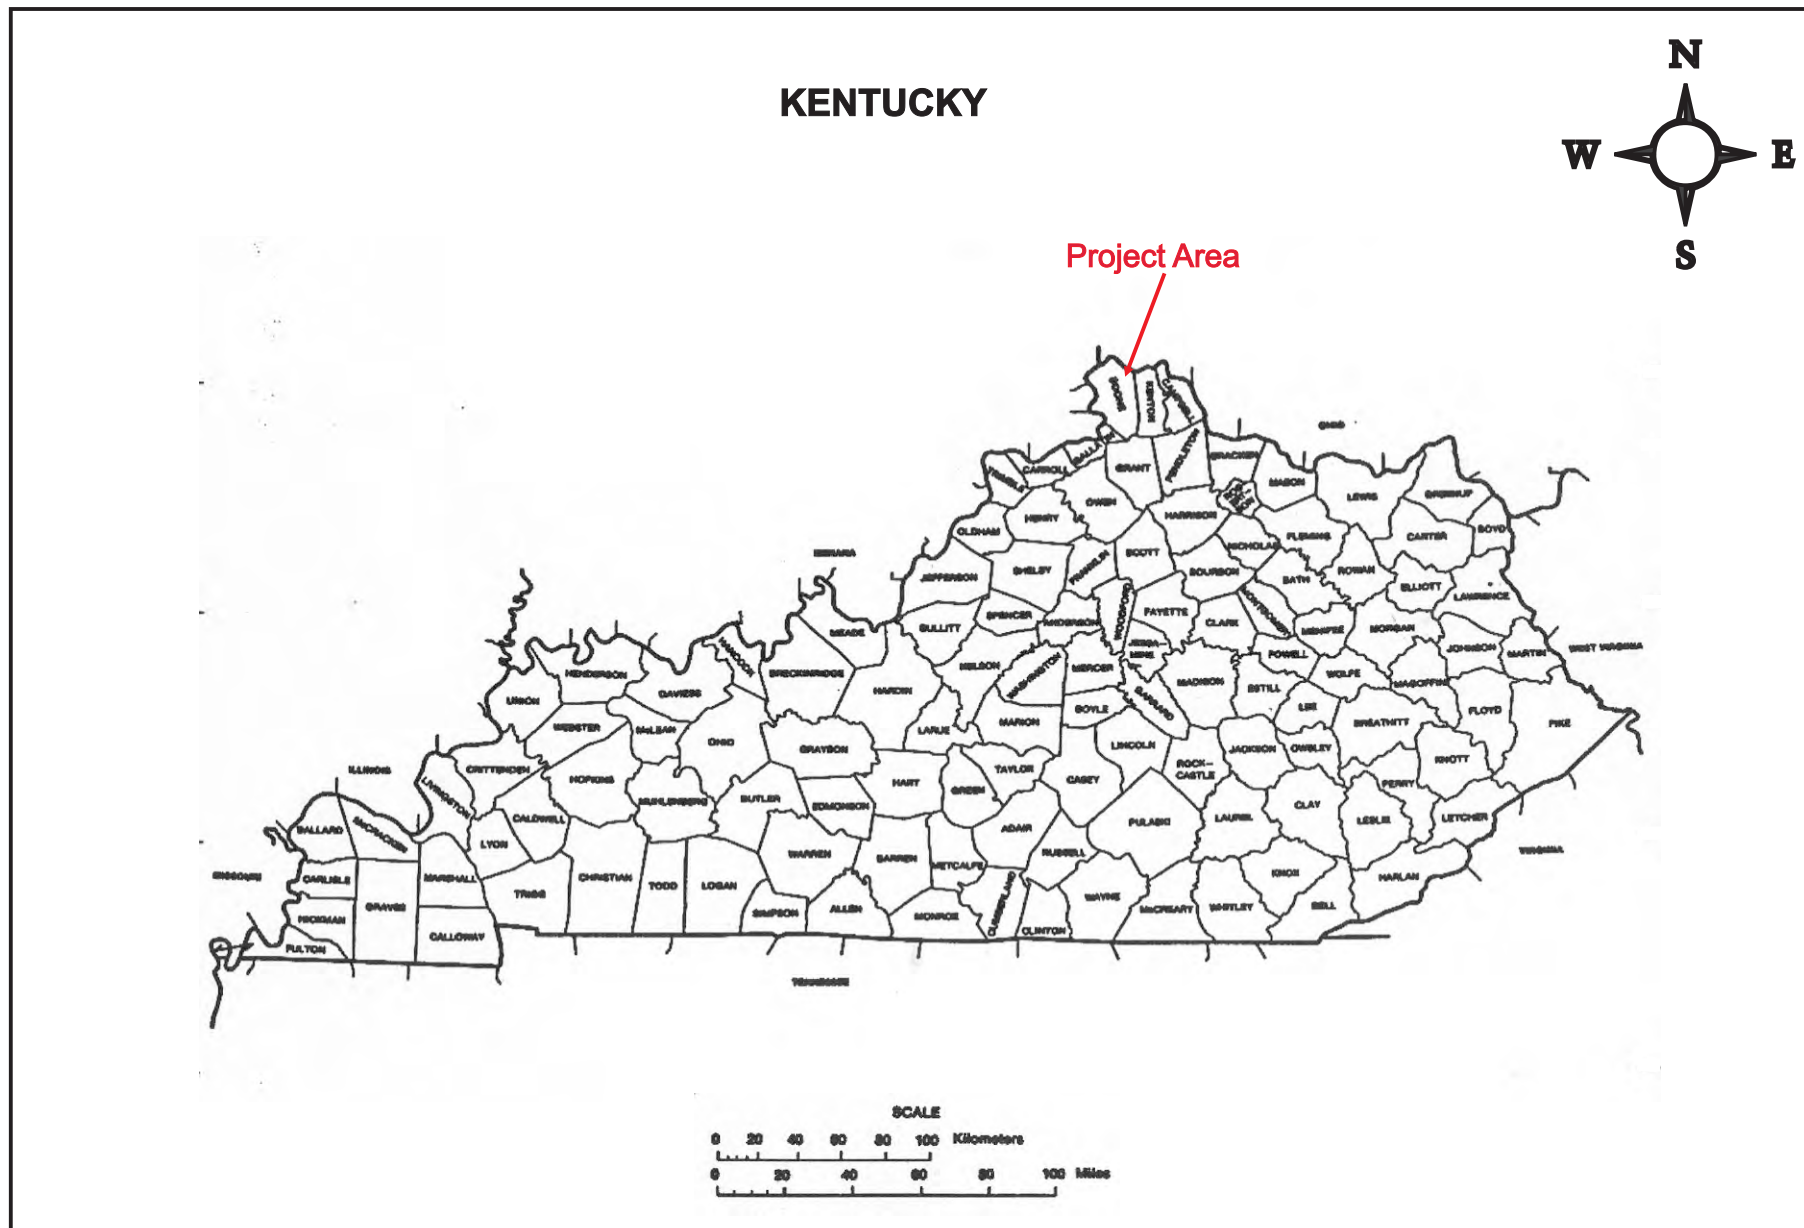 N
KENTUCKY
W E
S
Project Area
BOONE
KENTON
CAMPBELL
OHIO
GALLATIN
GRANT
PENDLETON
BRACKEN
TRIMBLE
CARROLL
MASON
LEWIS
GREENUP
OWEN
HENRY
HARRISON
OLDHAM
FLEMING
CARTER
BOYD
NICHOLAS
SCOTT
FRANKLIN
INDIANA
SHELBY
JEFFERSON
BOURBON
ROWAN
BATH
ELLIOTT
LAWRENCE
WOODFORD
FAYETTE
MONTGOMERY
SPENCER
ANDERSON
CLARK
BULLITT
MENIFEE
MORGAN
MEADE
JESSA-
MINE
HANCOCK
JOHNSON
MARTIN
WEST VIRGINIA
POWELL
NELSON
WASHINGTON
MERCER
HENDERSON
BRECKINRIDGE
WOLFE
MADISON
MAGOFFIN
DAVIESS
HARDIN
ESTILL
UNION
GARRARD
BOYLE
LEE
FLOYD
MARION
BREATHITT
PIKE
WEBSTER
McLEAN
LARUE
OHIO
GRAYSON
LINCOLN
JACKSON
OWSLEY
KNOTT
ROCK-
CASTLE
CRITTENDEN
ILLINOIS
LIVINGSTON
HOPKINS
TAYLOR
CASEY
HART
GREEN
PERRY
MUHLENBERG
BUTLER
EDMONSON
CLAY
CALDWELL
BALLARD
McCRACKEN
LYON
ADAIR
PULASKI
LAUREL
LESLIE
LETCHER
VIRGINIA
WARREN
BARREN
METCALFE
RUSSELL
KNOX
HARLAN
MISSOURI
CARLISLE
MARSHALL
CHRISTIAN
TODD
LOGAN
TRIGG
GRAVES
HICKMAN
SIMPSON
ALLEN
MONROE
CUMBERLAND
CLINTON
WAYNE
McCREARY
WHITLEY
BELL
FULTON
CALLOWAY
TENNESSEE
SCALE
0 20 40 60 80 100 Kilometers
0 20 40 60 80 100 Miles